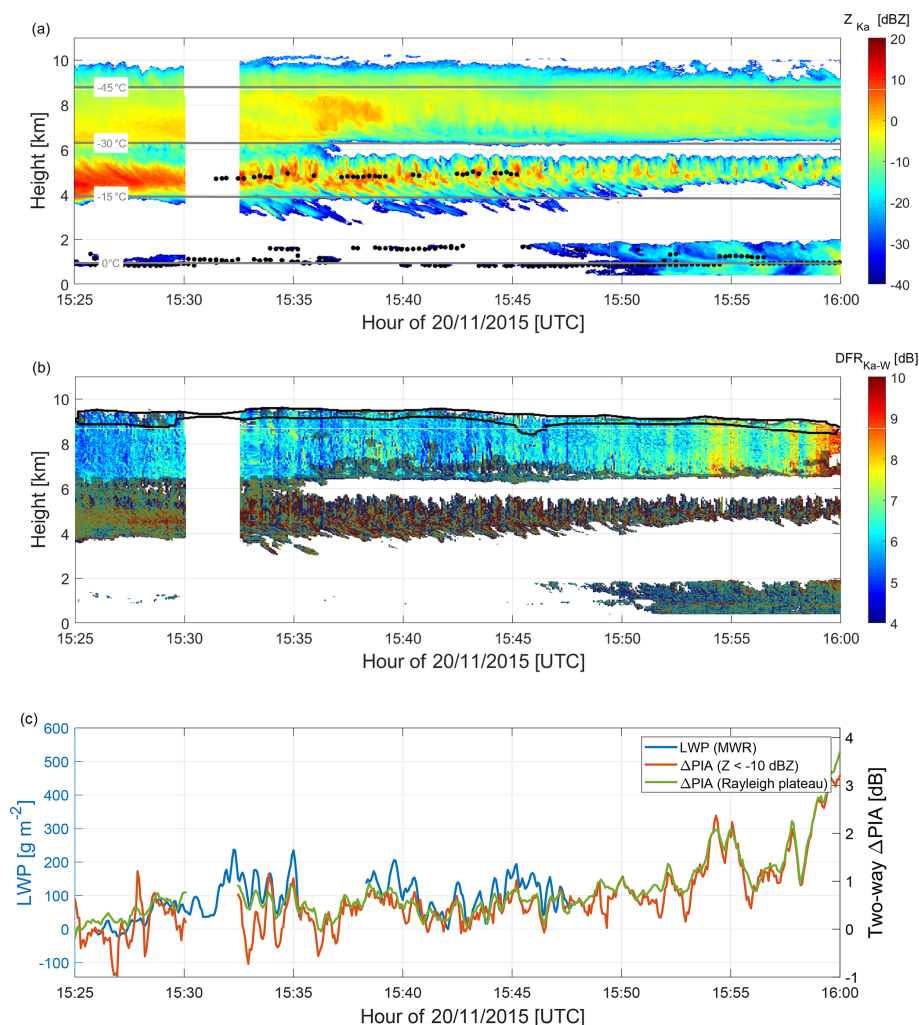 (a)
Z Ka [dBZ]
10
8
6
4
2
0
Height [km]
-45 °C
-30 °C
-15 °C
0°C
20
10
0
-10
-20
-30
-40
15:25 15:30 15:35 15:40 15:45 15:50 15:55 16:00
Hour of 20/11/2015 [UTC]
(b)
DFR Ka-W [dB]
10
8
6
4
2
0
Height [km]
10
9
8
7
6
5
4
15:25 15:30 15:35 15:40 15:45 15:50 15:55 16:00
Hour of 20/11/2015 [UTC]
(c)
600
500
400
300
200
100
0
-100
LWP [g m-2]
LWP (MWR)
ΔPIA (Z < -10 dBZ)
ΔPIA (Rayleigh plateau)
4
3
2
1
0
-1
Two-way ΔPIA [dB]
15:25 15:30 15:35 15:40 15:45 15:50 15:55 16:00
Hour of 20/11/2015 [UTC]